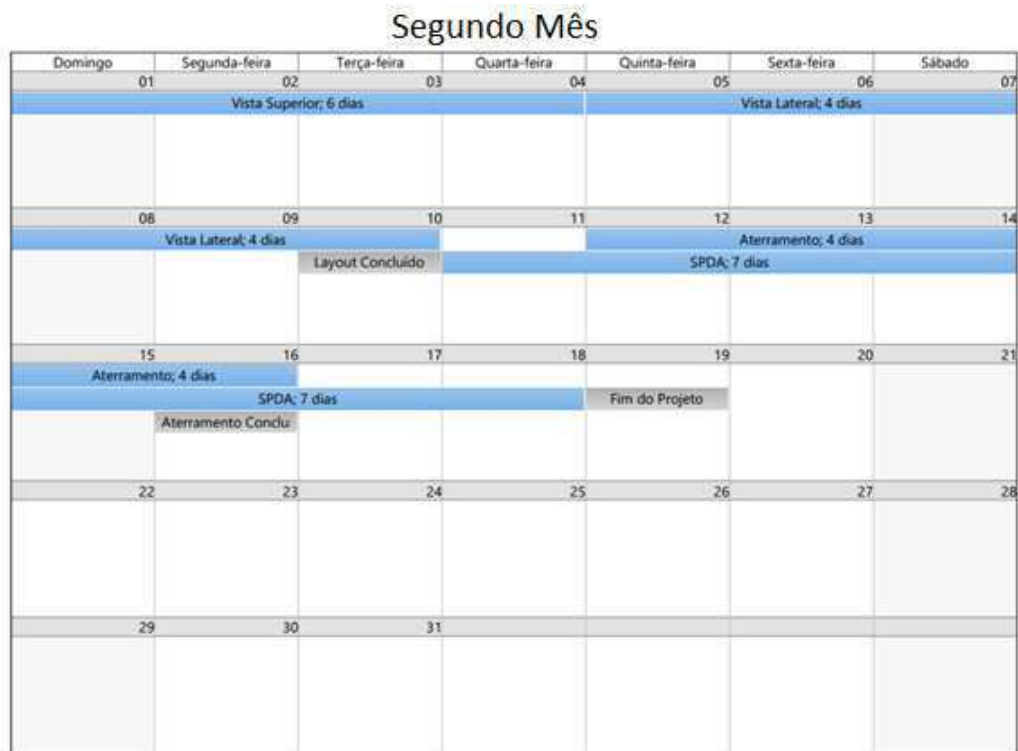 Segundo Mês
Domingo Segunda-feira Terça-feira Quarta-feira Quinta-feira Sexta-feira Sábado
01 02 03 04 05 06 07
Vista Superior; 6 dias Vista Lateral; 4 dias
08 09 10 11 12 13 14
Vista Lateral; 4 dias Aterramento; 4 dias
Layout Concluído SPDA; 7 dias
15 16 17 18 19 20 21
Aterramento; 4 dias
SPDA; 7 dias Fim do Projeto
Aterramento Conclu
22 23 24 25 26 27 28
29 30 31